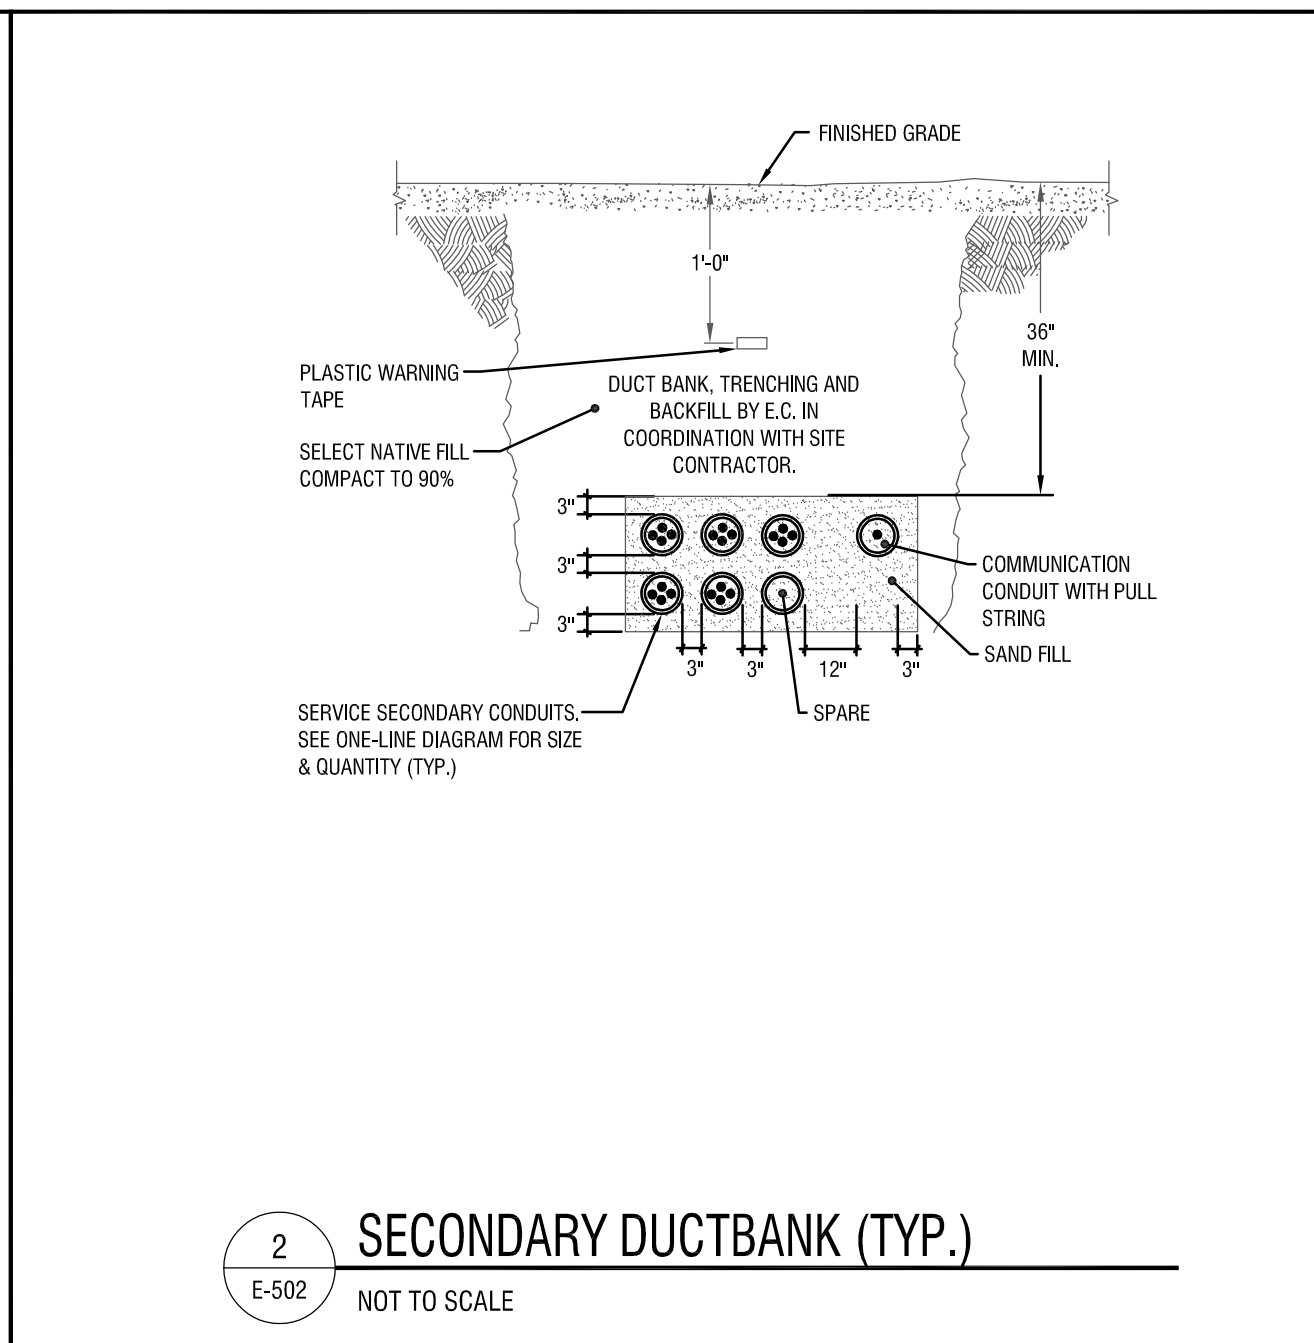 FINISHED GRADE
1'-0"
36"
MIN.
PLASTIC WARNING
TAPE
DUCT BANK, TRENCHING AND
BACKFILL BY E.C. IN
COORDINATION WITH SITE
CONTRACTOR.
SELECT NATIVE FILL
COMPACT TO 90%
3"
3"
3"
COMMUNICATION
CONDUIT WITH PULL
STRING
SAND FILL
3"
3"
12"
3"
SERVICE SECONDARY CONDUITS.
SEE ONE-LINE DIAGRAM FOR SIZE
& QUANTITY (TYP.)
SPARE
2
E-502
SECONDARY DUCTBANK (TYP.)
NOT TO SCALE